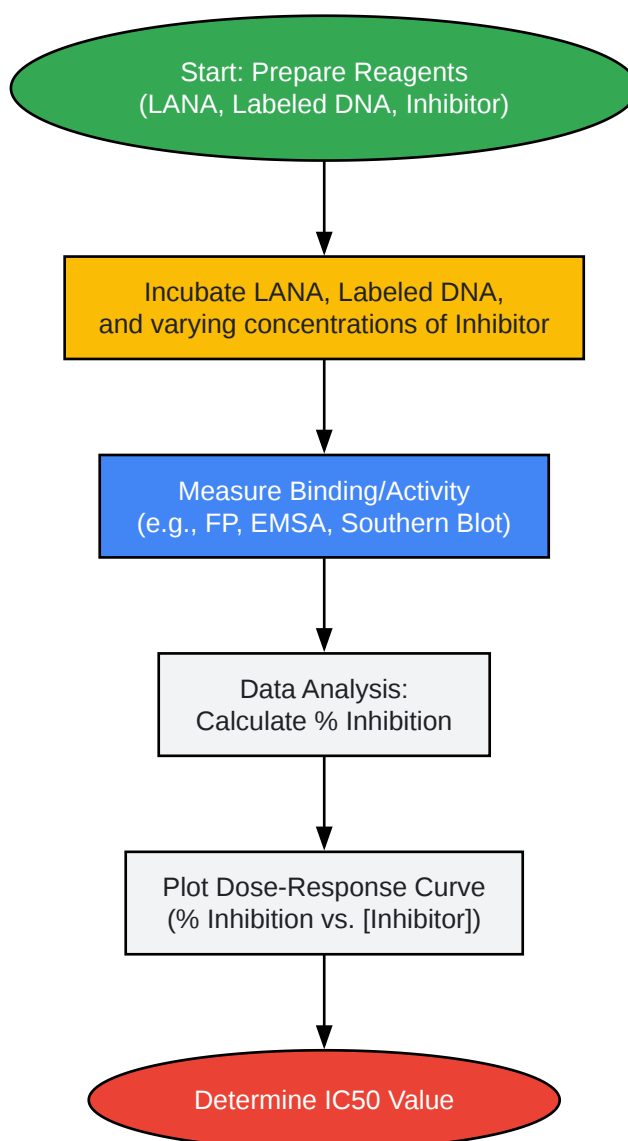 Start: Prepare Reagents
(LANA, Labeled DNA, Inhibitor)
Incubate LANA, Labeled DNA,
and varying concentrations of Inhibitor
Measure Binding/Activity
(e.g., FP, EMSA, Southern Blot)
Data Analysis:
Calculate % Inhibition
Plot Dose-Response Curve
(% Inhibition vs. [Inhibitor])
Determine IC50 Value